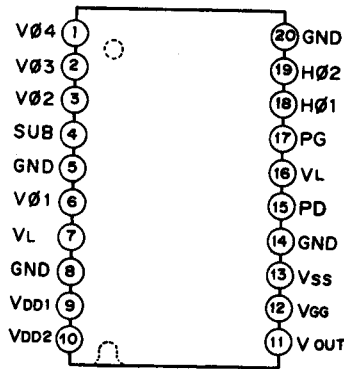 VØ4 1
VØ3 2
VØ2 3
SUB 4
GND 5
VØ1 6
VL 7
GND 8
VDD1 9
VDD2 10
20 GND
19 HØ2
18 HØ1
17 PG
16 VL
15 PD
14 GND
13 VSS
12 VGG
11 V OUT